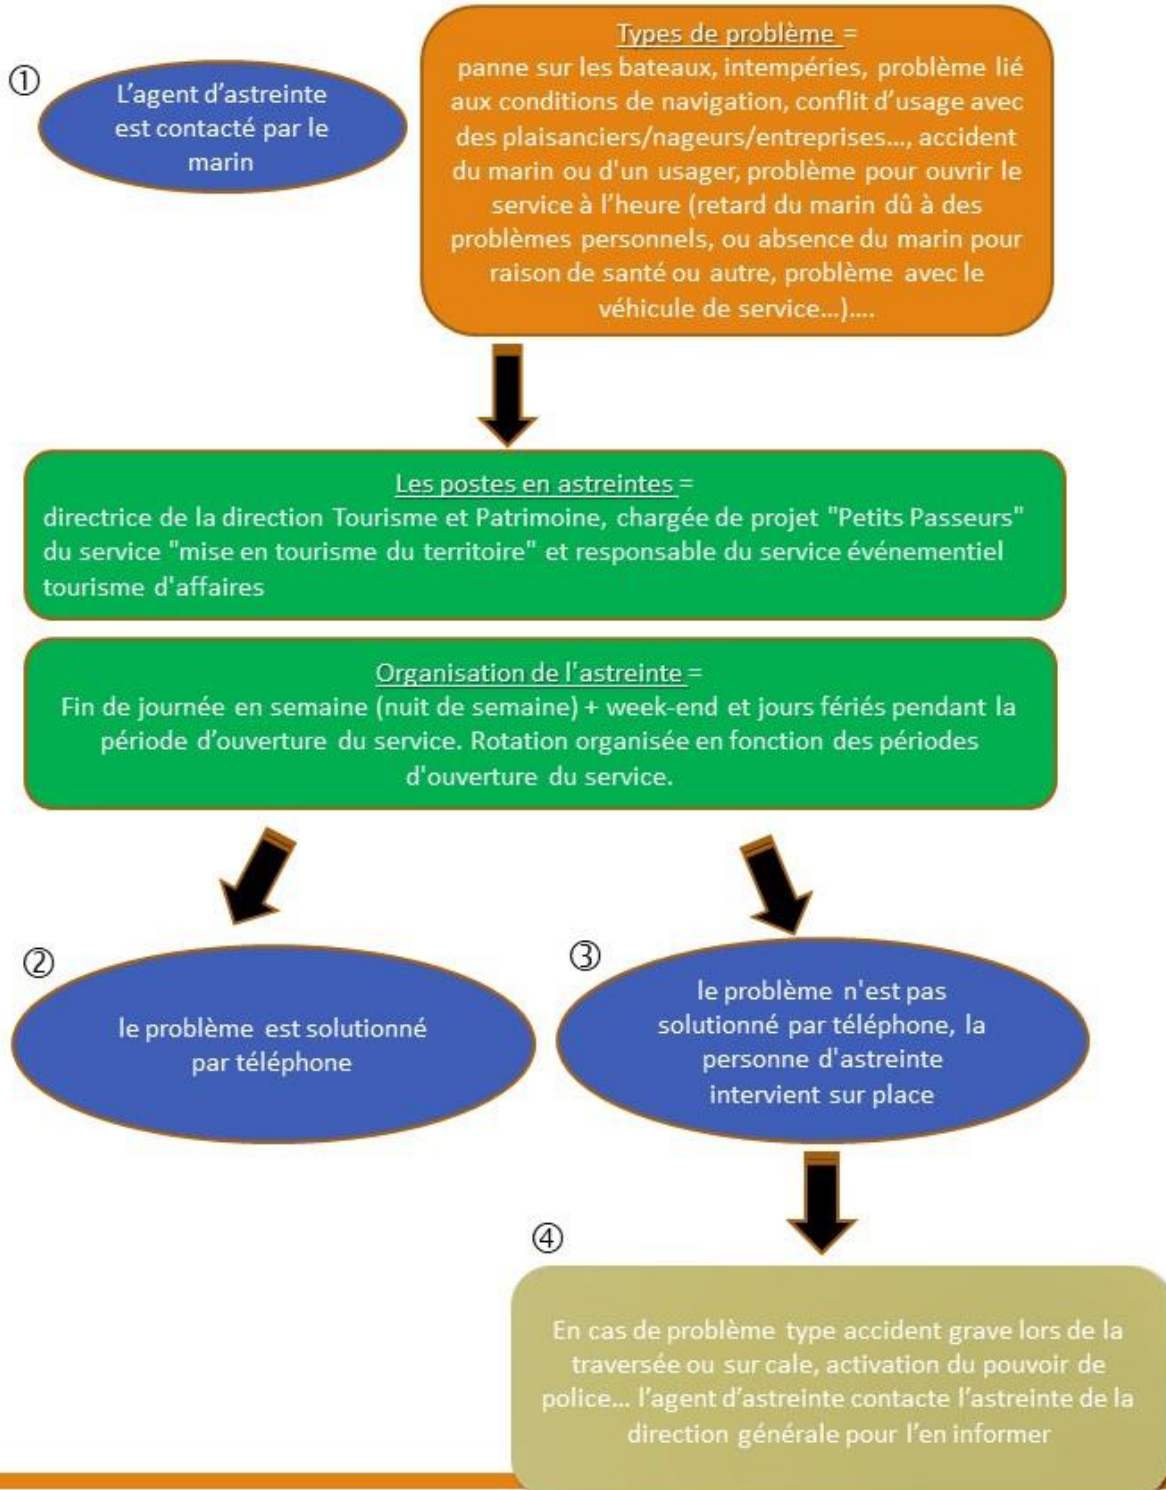 ①
L'agent d'astreinte
est contacté par le
marin
Types de problème =
panne sur les bateaux, intempéries, problème lié
aux conditions de navigation, conflit d'usage avec
des plaisanciers/nageurs/entreprises…, accident
du marin ou d'un usager, problème pour ouvrir le
service à l'heure (retard du marin dû à des
problèmes personnels, ou absence du marin pour
raison de santé ou autre, problème avec le
véhicule de service…)….
Les postes en astreintes =
directrice de la direction Tourisme et Patrimoine, chargée de projet "Petits Passeurs"
du service "mise en tourisme du territoire" et responsable du service événementiel
tourisme d'affaires
Organisation de l'astreinte =
Fin de journée en semaine (nuit de semaine) + week-end et jours fériés pendant la
période d'ouverture du service. Rotation organisée en fonction des périodes
d'ouverture du service.
②
le problème est solutionné
par téléphone
③
le problème n'est pas
solutionné par téléphone, la
personne d'astreinte
intervient sur place
④
En cas de problème type accident grave lors de la
traversée ou sur cale, activation du pouvoir de
police… l'agent d'astreinte contacte l'astreinte de la
direction générale pour l'en informer